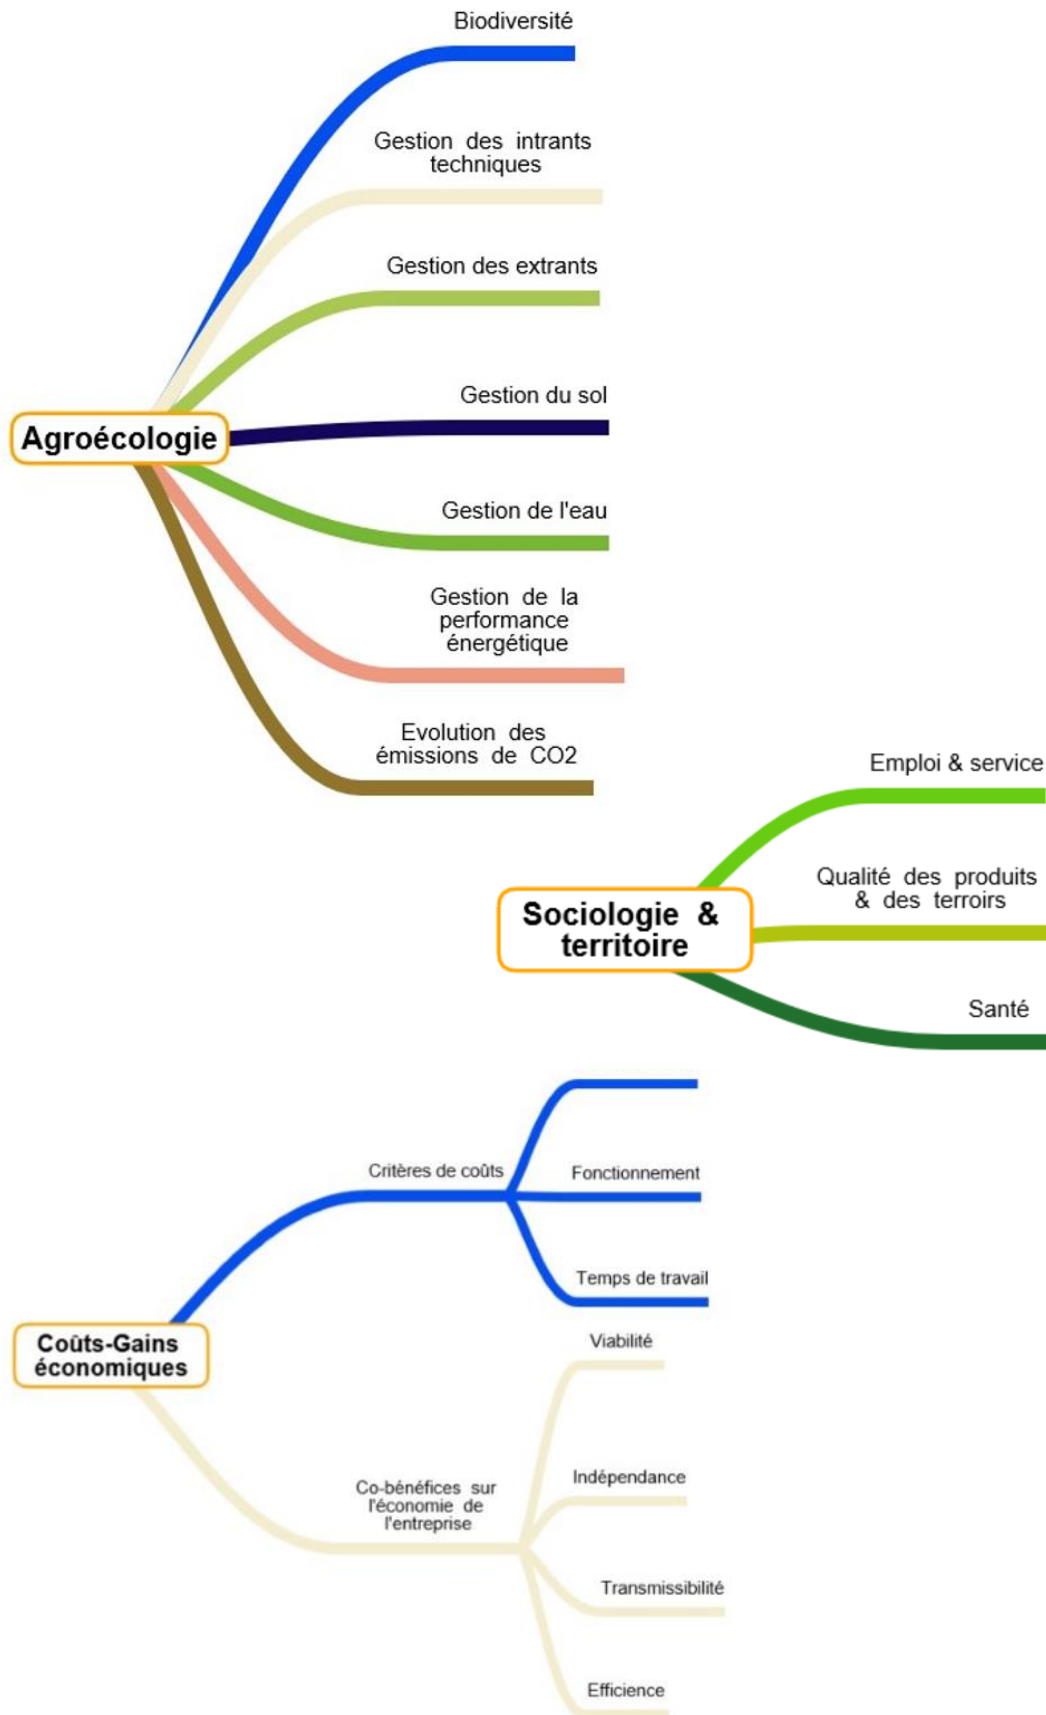 Biodiversité
Gestion des intrants
techniques
Gestion des extrants
Gestion du sol
Agroécologie
Gestion de l'eau
Gestion de la
performance
énergétique
Evolution des
émissions de CO2
Emploi & service
Qualité des produits
& des terroirs
Sociologie &
territoire
Santé
Critères de coûts
Fonctionnement
Temps de travail
Coûts-Gains
économiques
Viabilité
Indépendance
Co-bénéfices sur
l'économie de
l'entreprise
Transmissibilité
Efficience